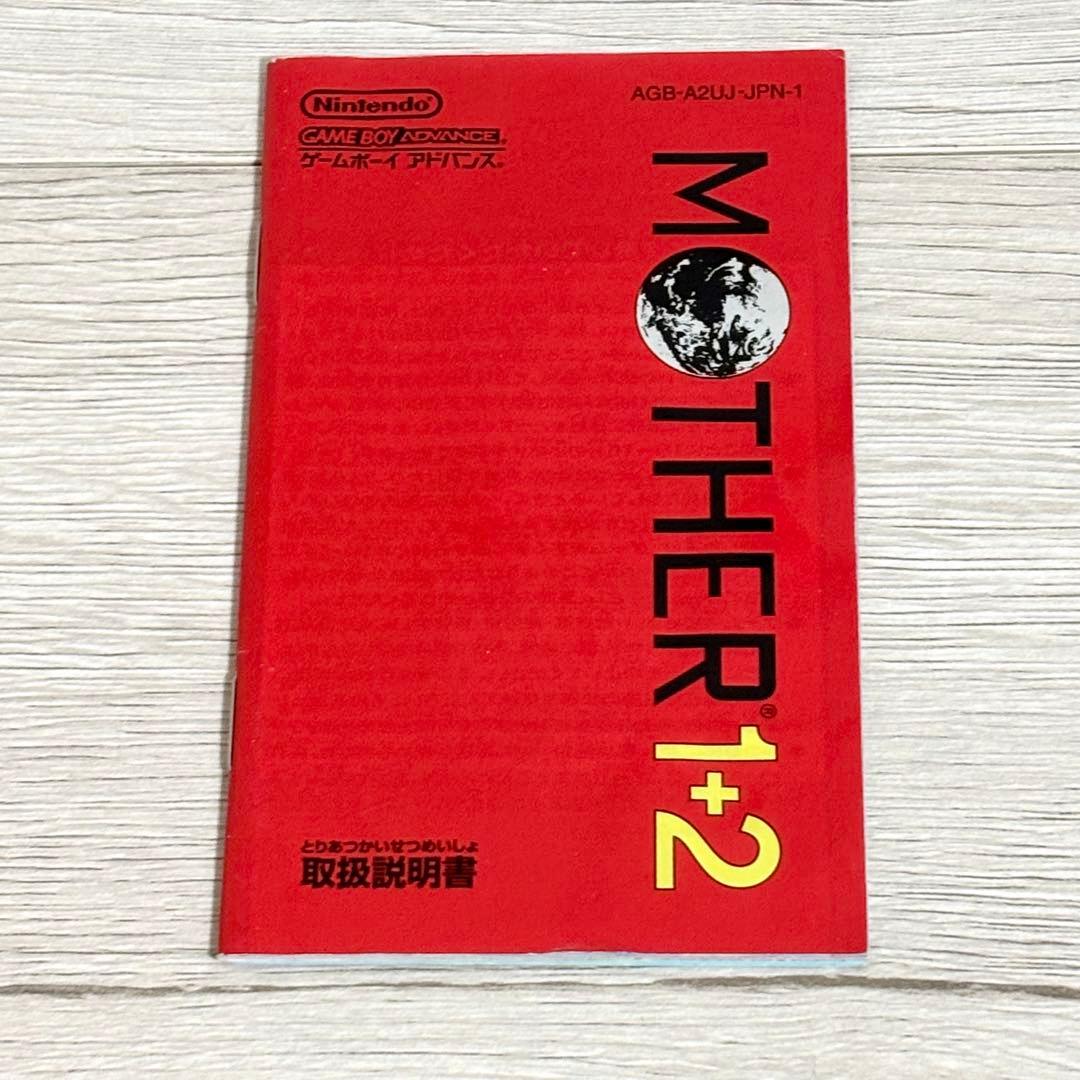 Nintendo®
GAME BOY ADVANCE®
ゲームボーイ アドバンス®
AGB-A2UJ-JPN-1
MOTHER®1+2
とりあつかいせつめいしょ
取扱説明書